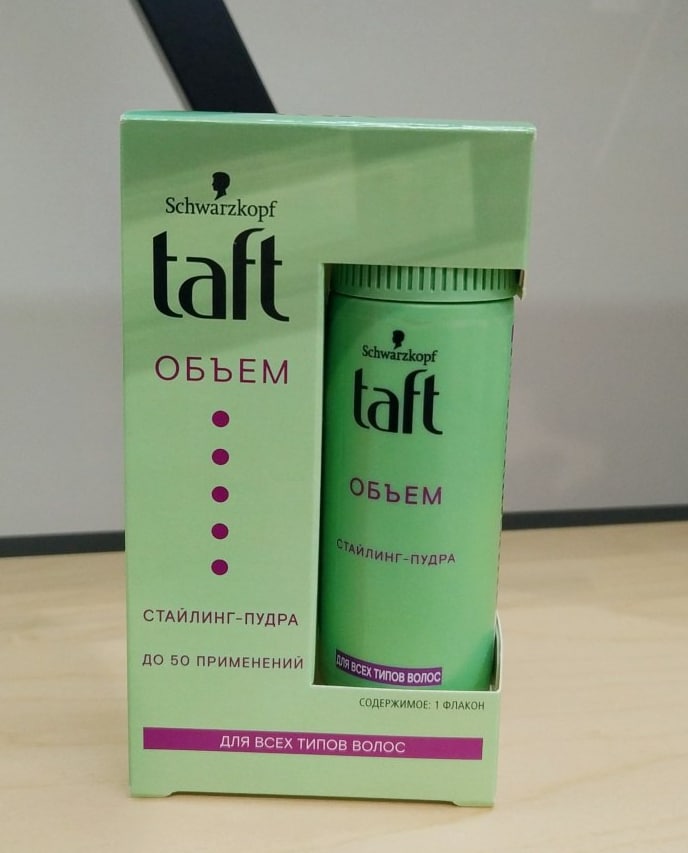 Schwarzkopf
taft
ОБЪЕМ
СТАЙЛИНГ-ПУДРА
ДО 50 ПРИМЕНЕНИЙ
Schwarzkopf
taft
ОБЪЕМ
СТАЙЛИНГ-ПУДРА
ДЛЯ ВСЕХ ТИПОВ ВОЛОС
СОДЕРЖИМОЕ: 1 ФЛАКОН
ДЛЯ ВСЕХ ТИПОВ ВОЛОС